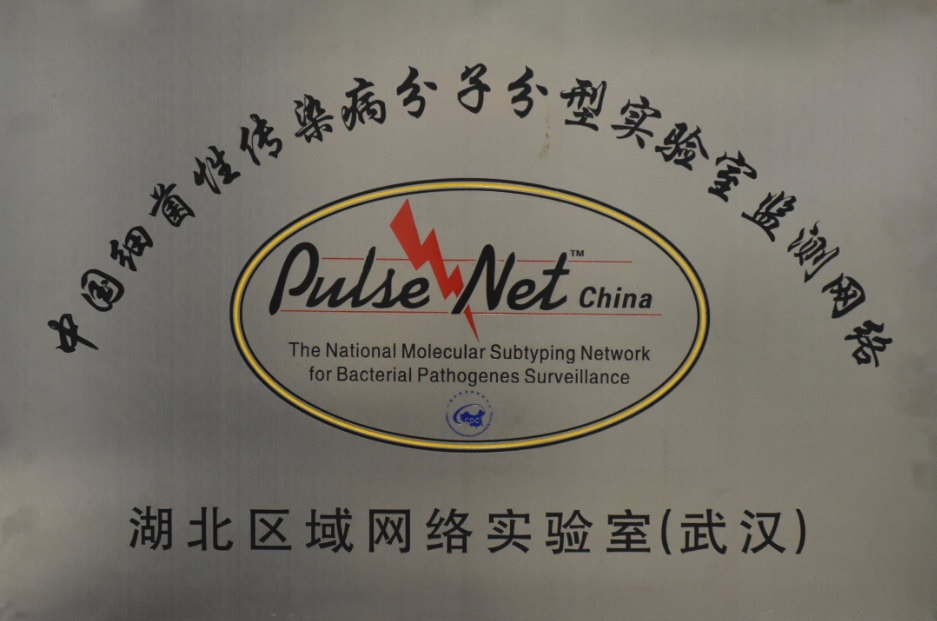 中国细菌性传染病分子分型实验室监测网络
Pulse Net™ China
The National Molecular Subtyping Network
for Bacterial Pathogenes Surveillance
湖北区域网络实验室(武汉)